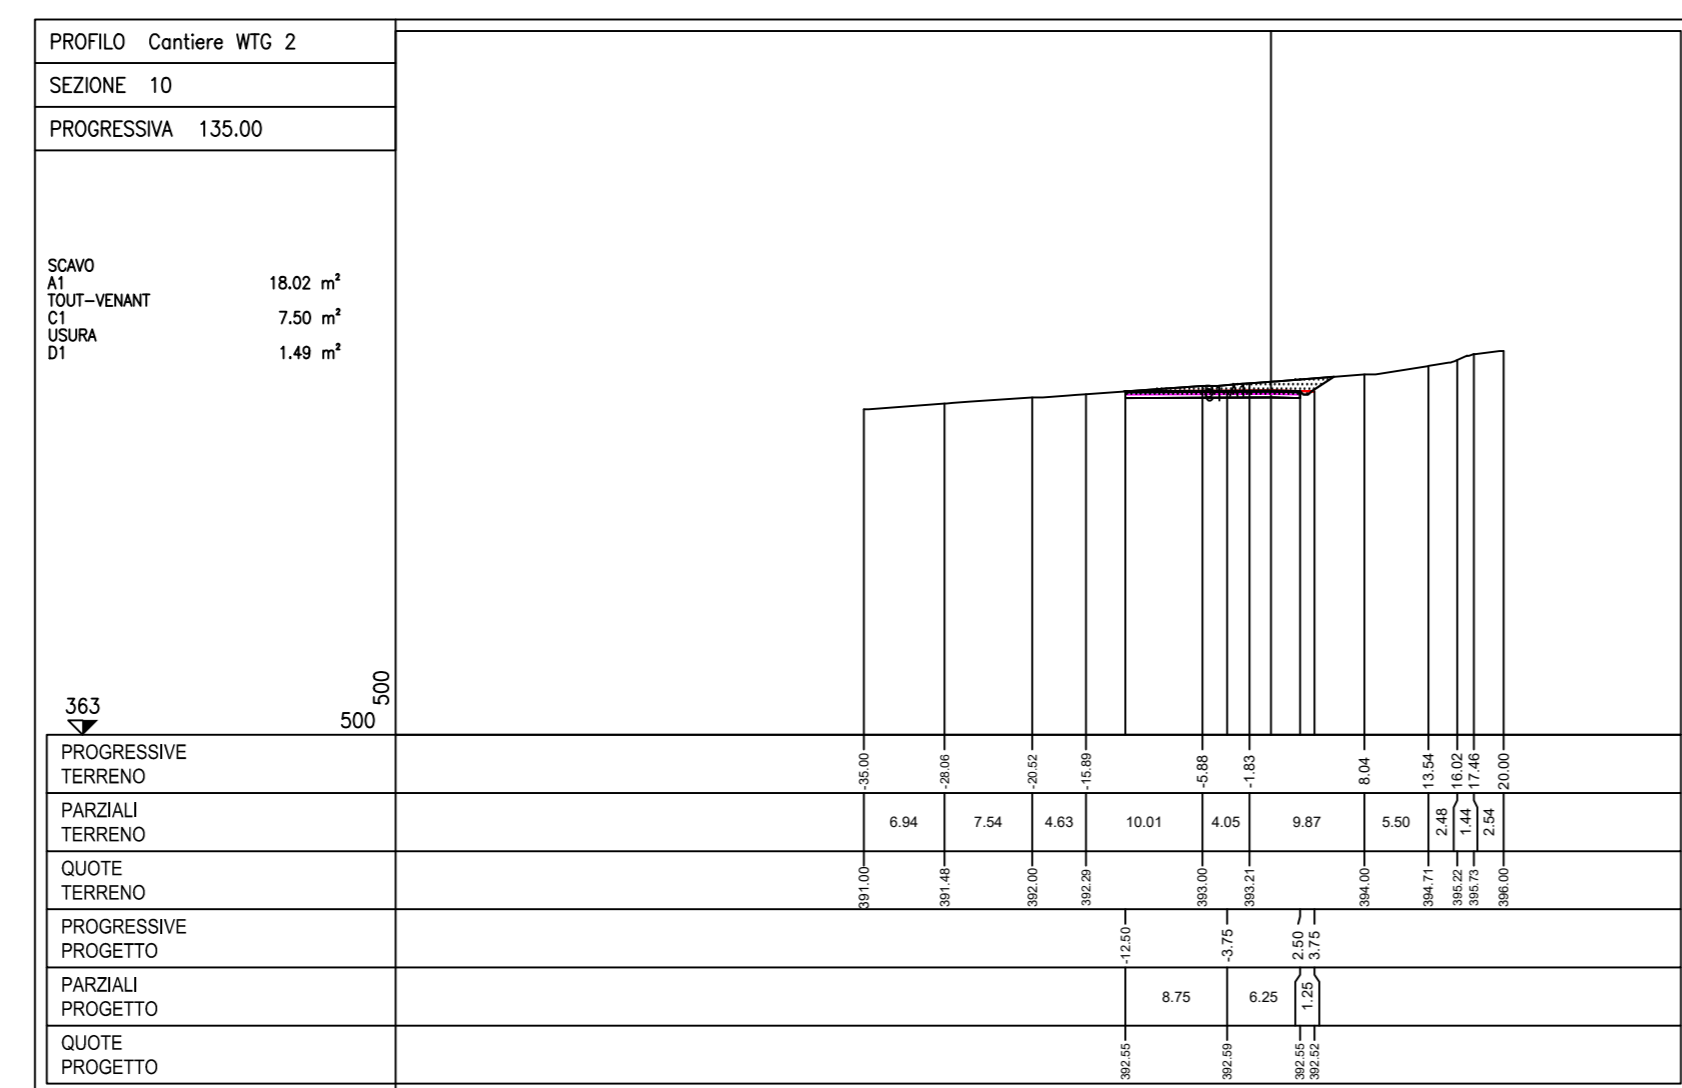 PROFILO Cantiere WTG 2
SEZIONE 10
PROGRESSIVA 135.00
SCAVO
A1 18.02 m²
TOUT-VENANT
C1 7.50 m²
USURA
D1 1.49 m²
363
500
500
PROGRESSIVE
TERRENO
-35.00 -28.06 -20.52 -15.89 -5.88 -1.83 8.04 13.54 16.02 17.46 20.00
PARZIALI
TERRENO
6.94 7.54 4.63 10.01 4.05 9.87 5.50 2.48 1.44 2.54
QUOTE
TERRENO
391.00 391.48 392.00 392.29 393.00 393.21 394.00 394.71 395.22 395.73 396.00
PROGRESSIVE
PROGETTO
-12.50 -3.75 2.50 3.75
PARZIALI
PROGETTO
8.75 6.25 1.25
QUOTE
PROGETTO
392.55 392.59 392.55 392.52